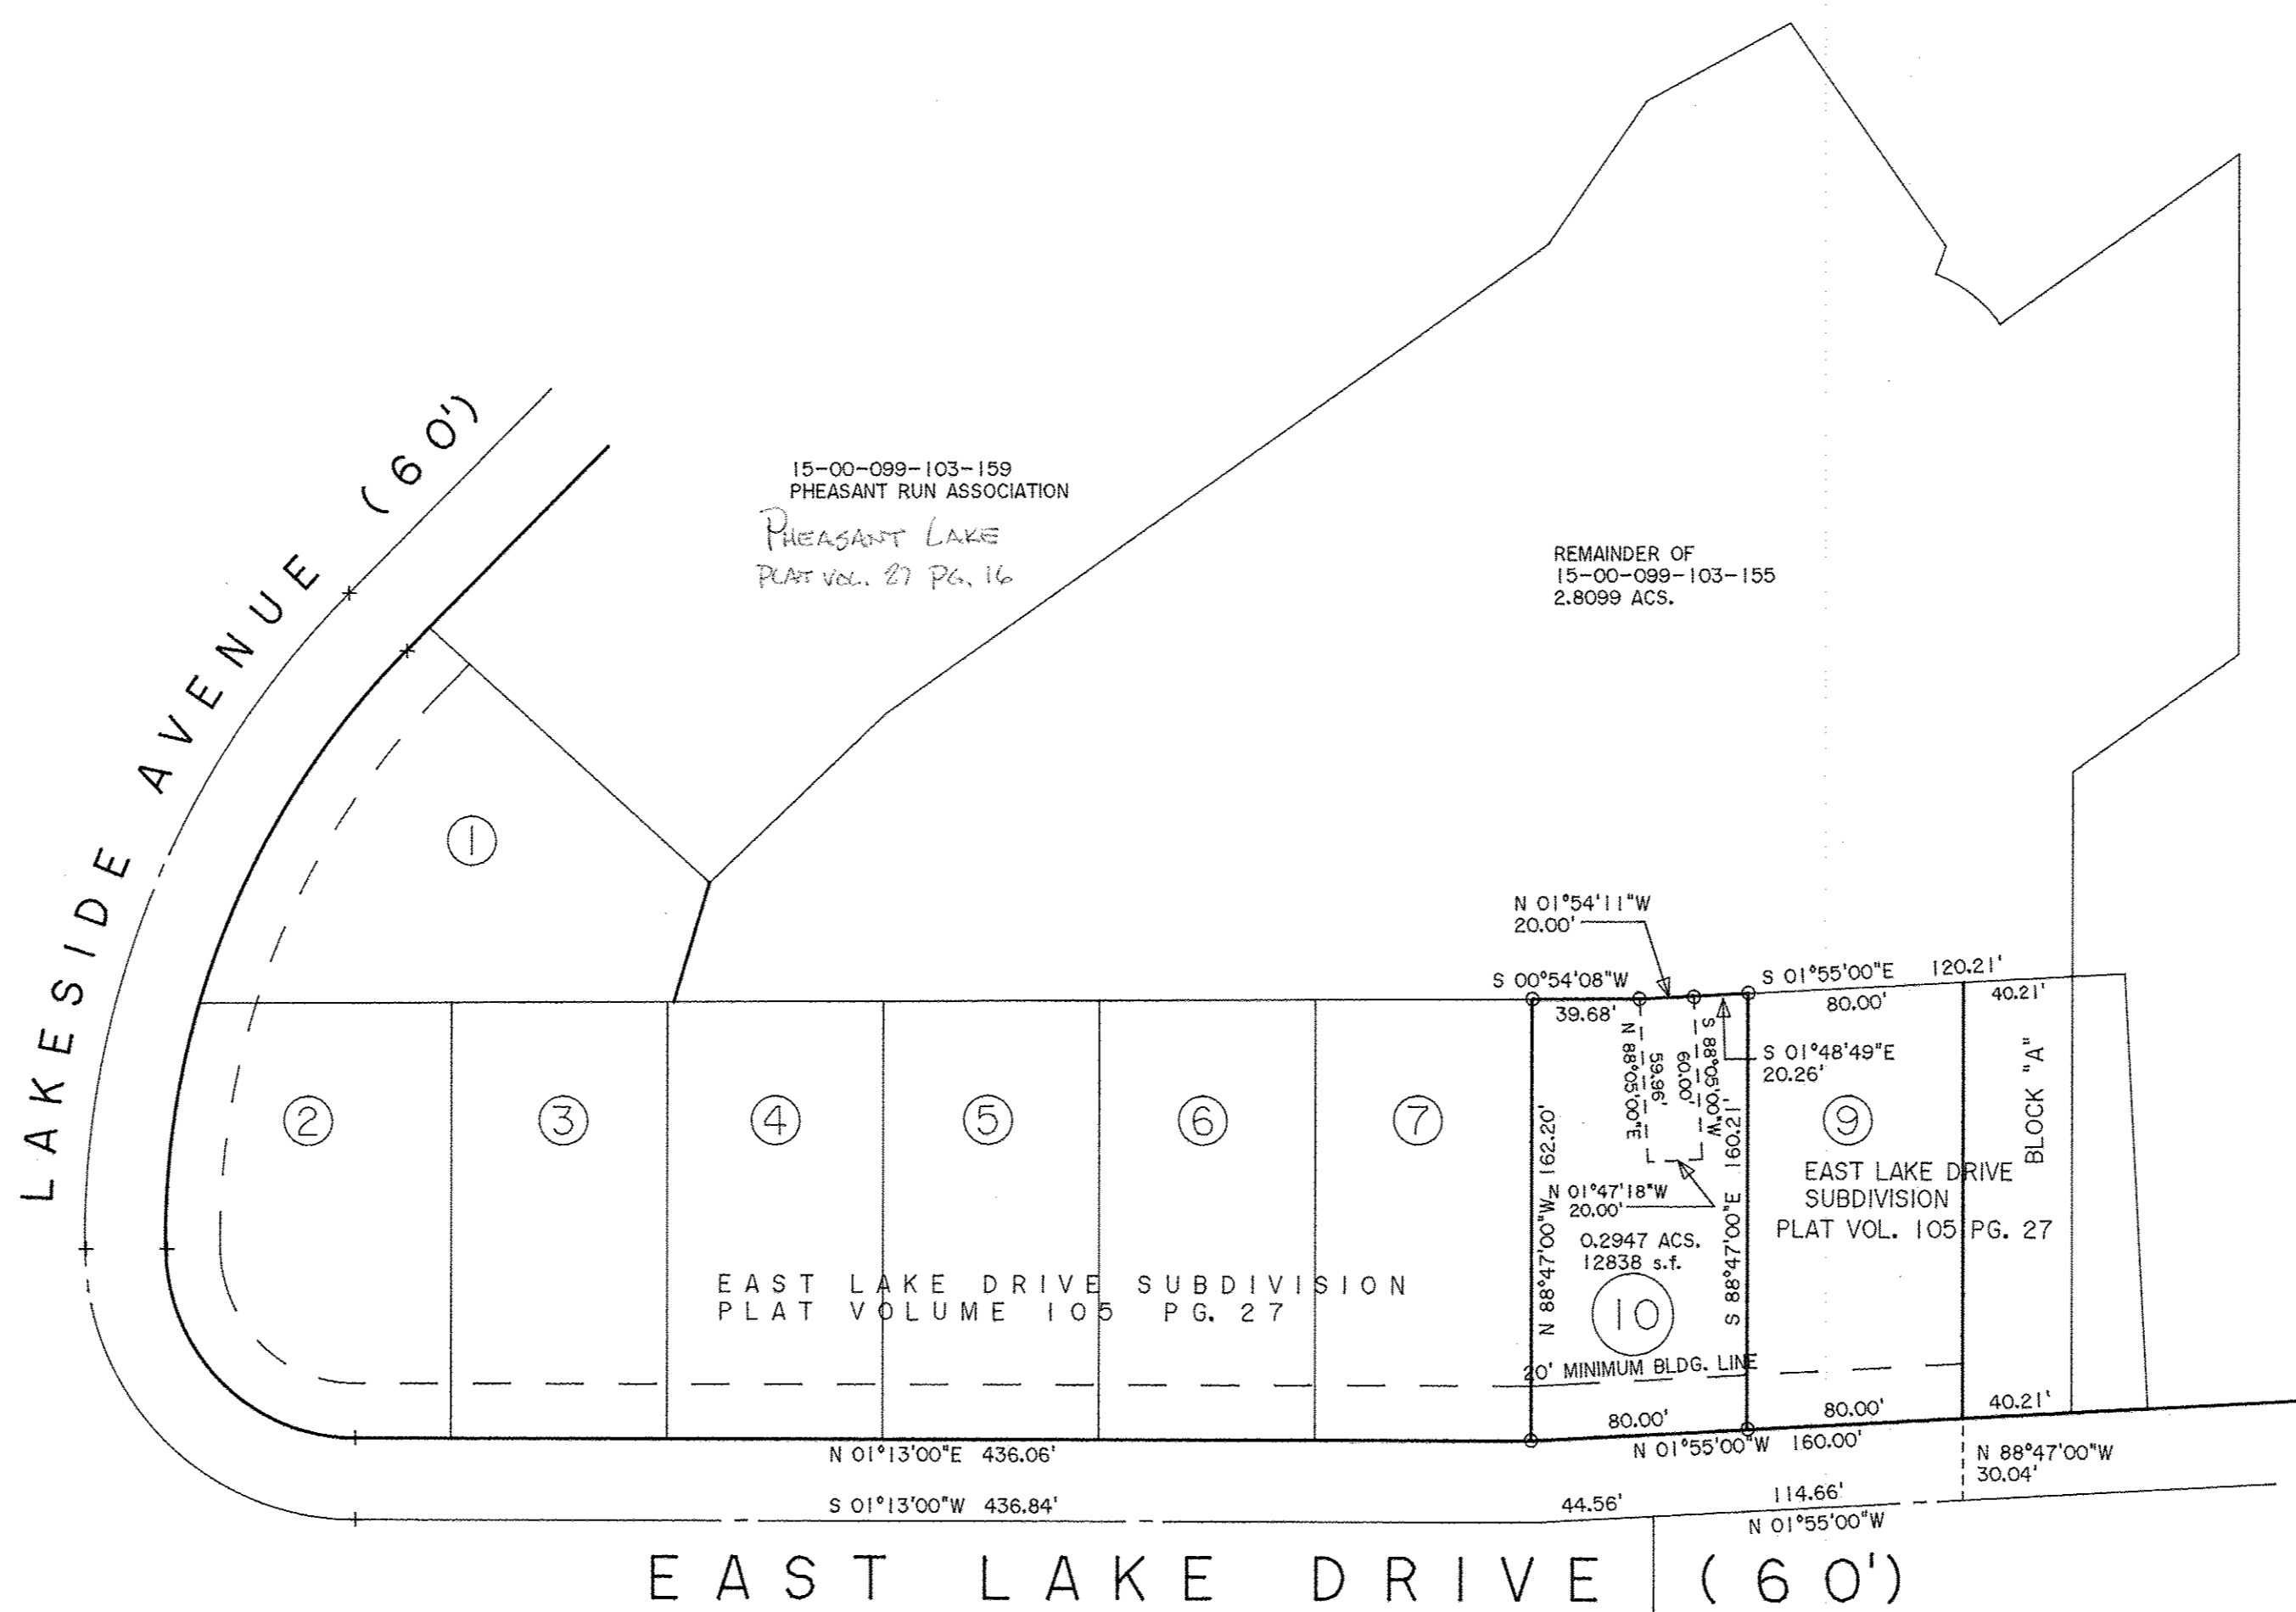 LAKESIDE AVENUE (60')
15-00-099-103-159
PHEASANT RUN ASSOCIATION
PHEASANT LAKE
PLAT VOL. 27 PG. 16
REMAINDER OF
15-00-099-103-155
2.8099 ACS.
1
N 01°54'11"W
20.00'
S 00°54'08"W
39.68'
S 01°55'00"E
120.21'
80.00'
40.21'
S 01°48'49"E
20.26'
N 88°05'00"E
59.96'
60.00'
S 88°05'00"W
2
3
4
5
6
7
9
BLOCK "A"
N 88°47'00"W 162.20'
S 88°47'00"E 160.21'
N 01°47'18"W
20.00'
0.2947 ACS.
12838 s.f.
10
EAST LAKE DRIVE
SUBDIVISION
PLAT VOL. 105 PG. 27
EAST LAKE DRIVE SUBDIVISION
PLAT VOLUME 105 PG. 27
20' MINIMUM BLDG. LINE
80.00'
80.00'
40.21'
N 01°13'00"E 436.06'
N 01°55'00"W 160.00'
N 88°47'00"W
30.04'
S 01°13'00"W 436.84'
44.56'
114.66'
N 01°55'00"W
EAST LAKE DRIVE (60')